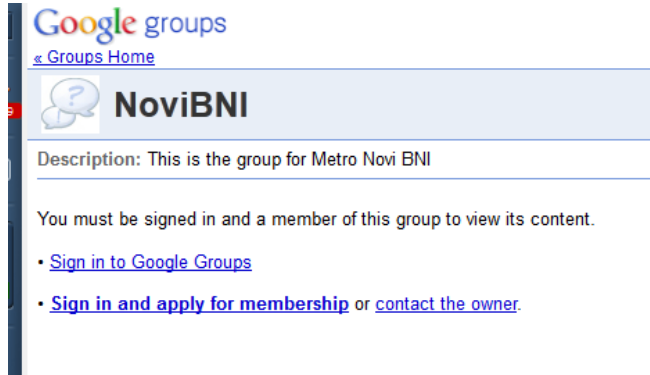 Google groups
« Groups Home
NoviBNI
Description: This is the group for Metro Novi BNI
You must be signed in and a member of this group to view its content.
• Sign in to Google Groups
• Sign in and apply for membership or contact the owner.